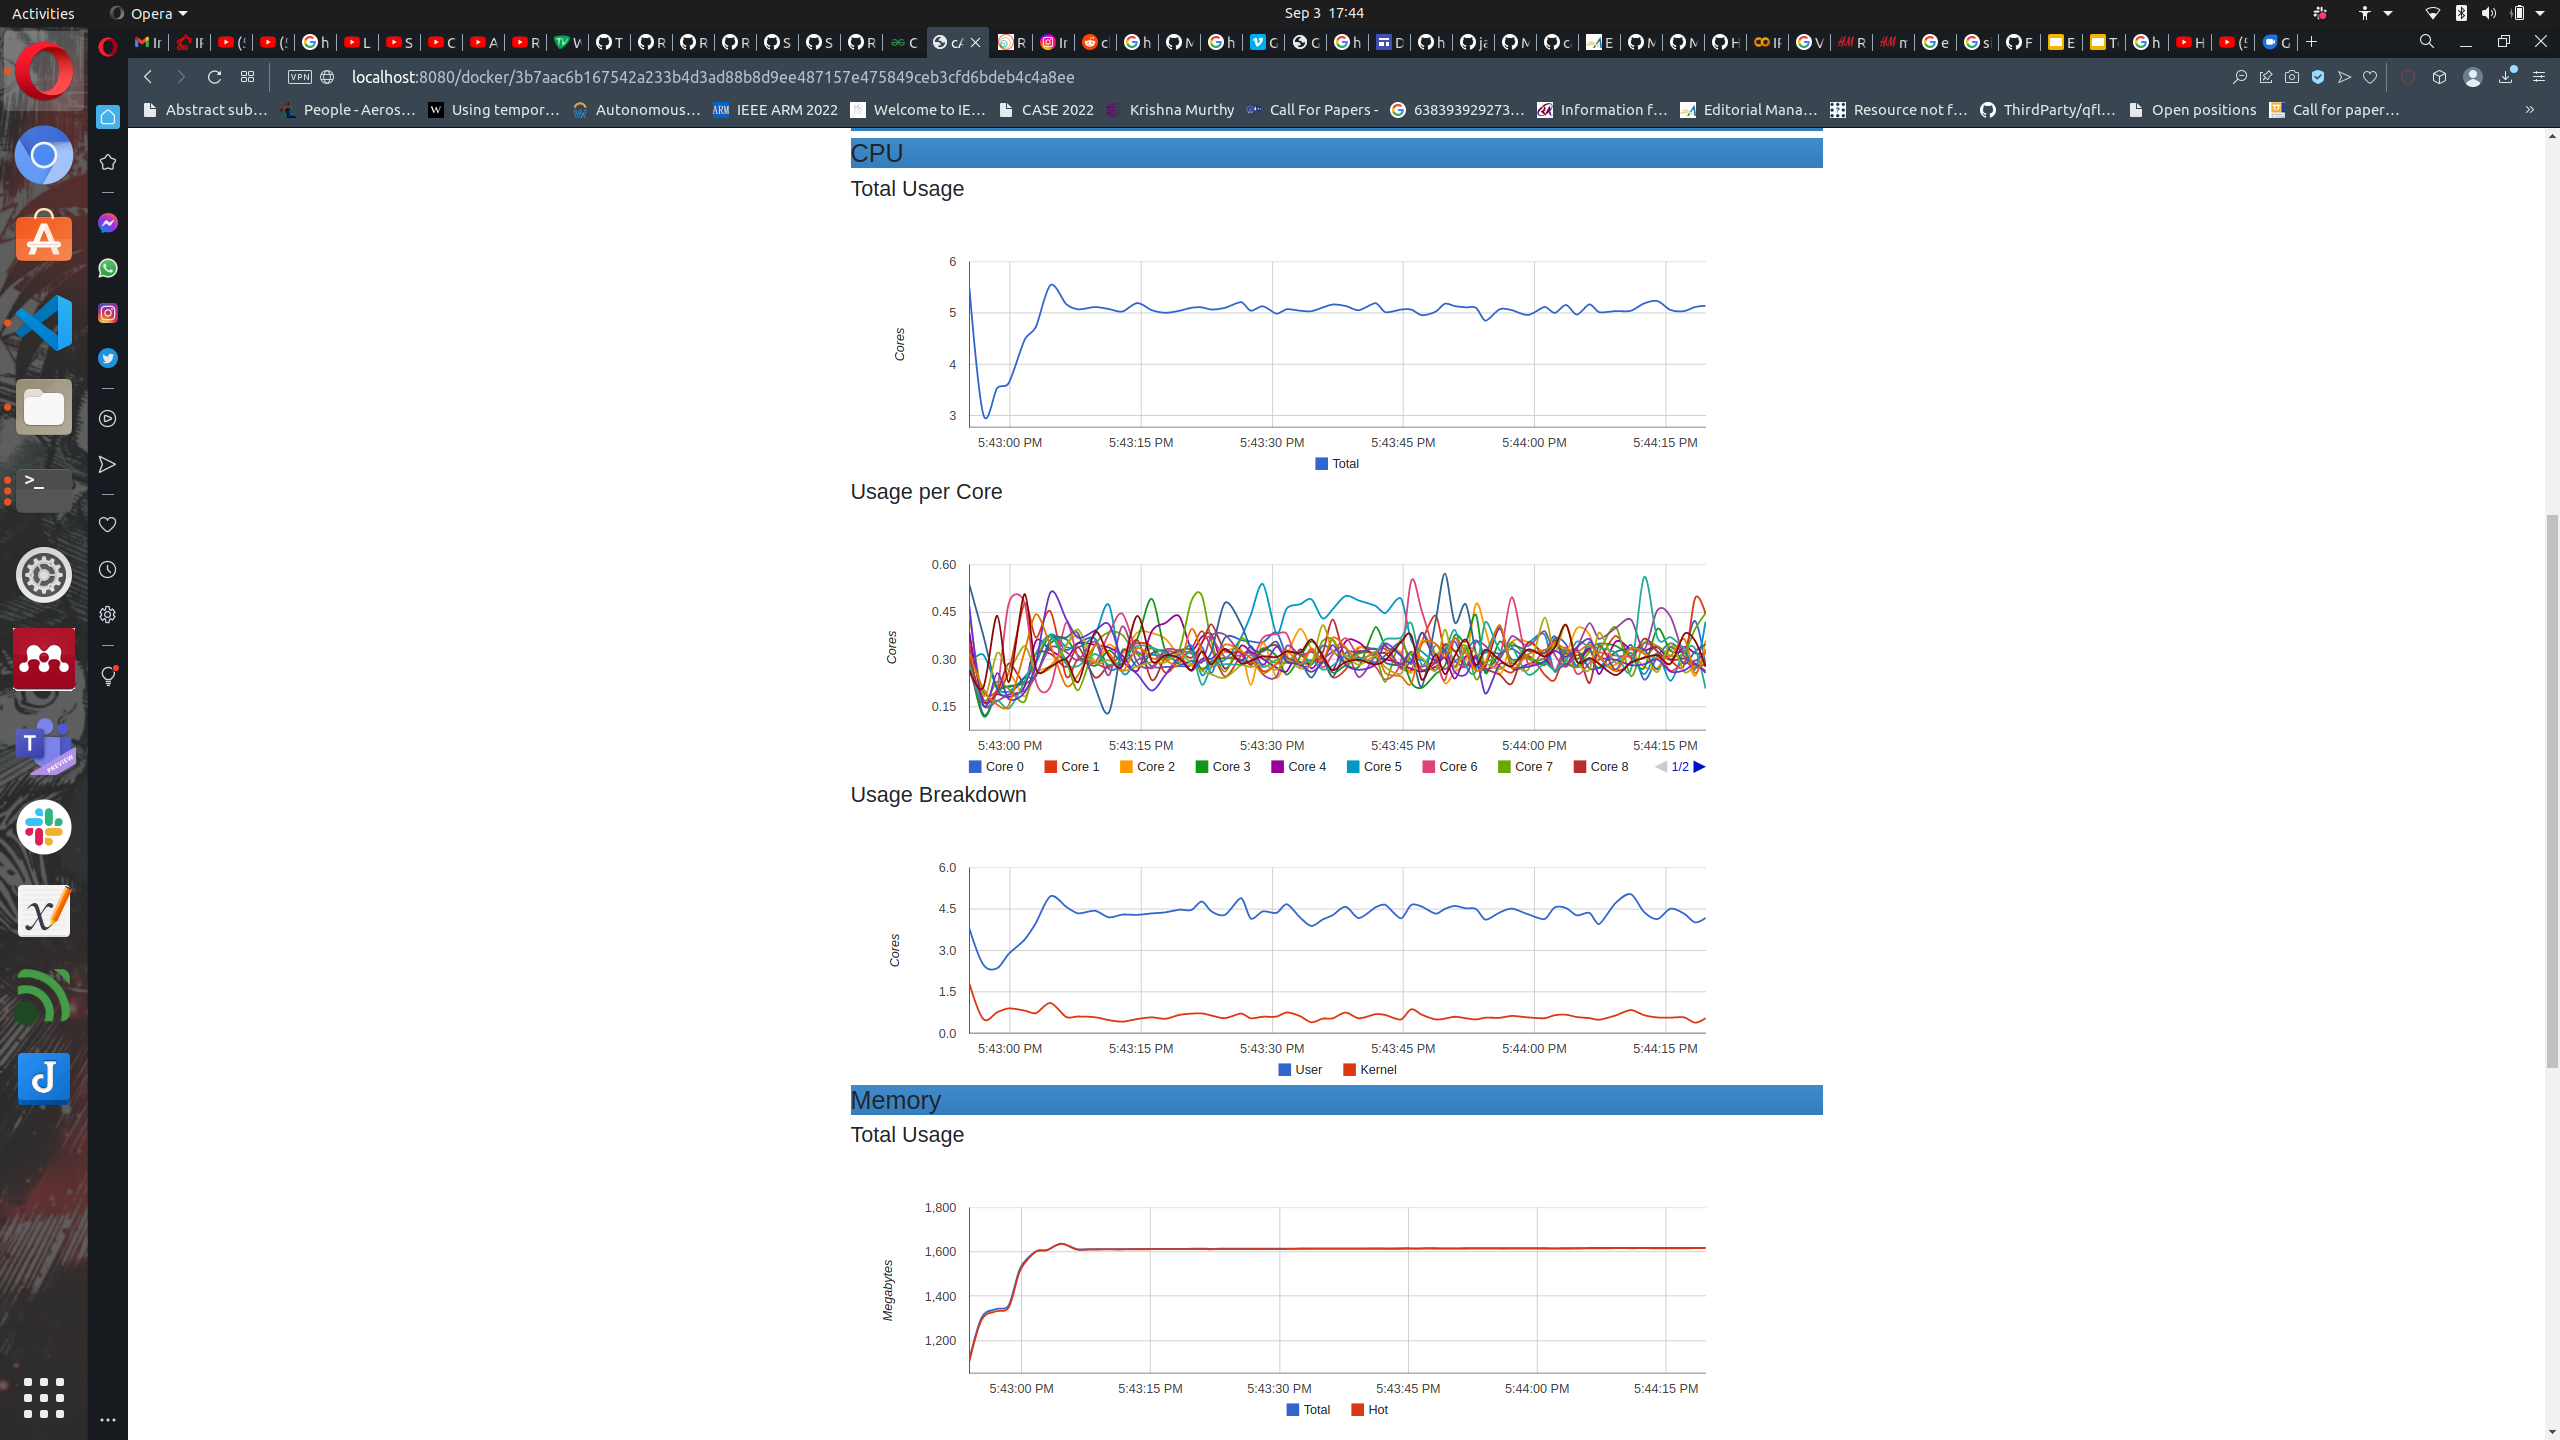 Activities Opera Sep 3 17:44
VPN localhost:8080/docker/3b7aac6b167542a233b4d3ad88b8d9ee487157e475849ceb3cfd6bdeb4c4a8ee
Abstract sub... People - Aeros... Using tempor... Autonomous... IEEE ARM 2022 Welcome to IE... CASE 2022 Krishna Murthy Call For Papers - 638393929273... Information f... Editorial Mana... Resource not f... ThirdParty/qfl... Open positions Call for paper... »
CPU
Total Usage
6
5
4
3
Cores
5:43:00 PM 5:43:15 PM 5:43:30 PM 5:43:45 PM 5:44:00 PM 5:44:15 PM
Total
Usage per Core
0.60
0.45
0.30
0.15
Cores
5:43:00 PM 5:43:15 PM 5:43:30 PM 5:43:45 PM 5:44:00 PM 5:44:15 PM
Core 0 Core 1 Core 2 Core 3 Core 4 Core 5 Core 6 Core 7 Core 8 1/2
Usage Breakdown
6.0
4.5
3.0
1.5
0.0
Cores
5:43:00 PM 5:43:15 PM 5:43:30 PM 5:43:45 PM 5:44:00 PM 5:44:15 PM
User Kernel
Memory
Total Usage
1,800
1,600
1,400
1,200
Megabytes
5:43:00 PM 5:43:15 PM 5:43:30 PM 5:43:45 PM 5:44:00 PM 5:44:15 PM
Total Hot